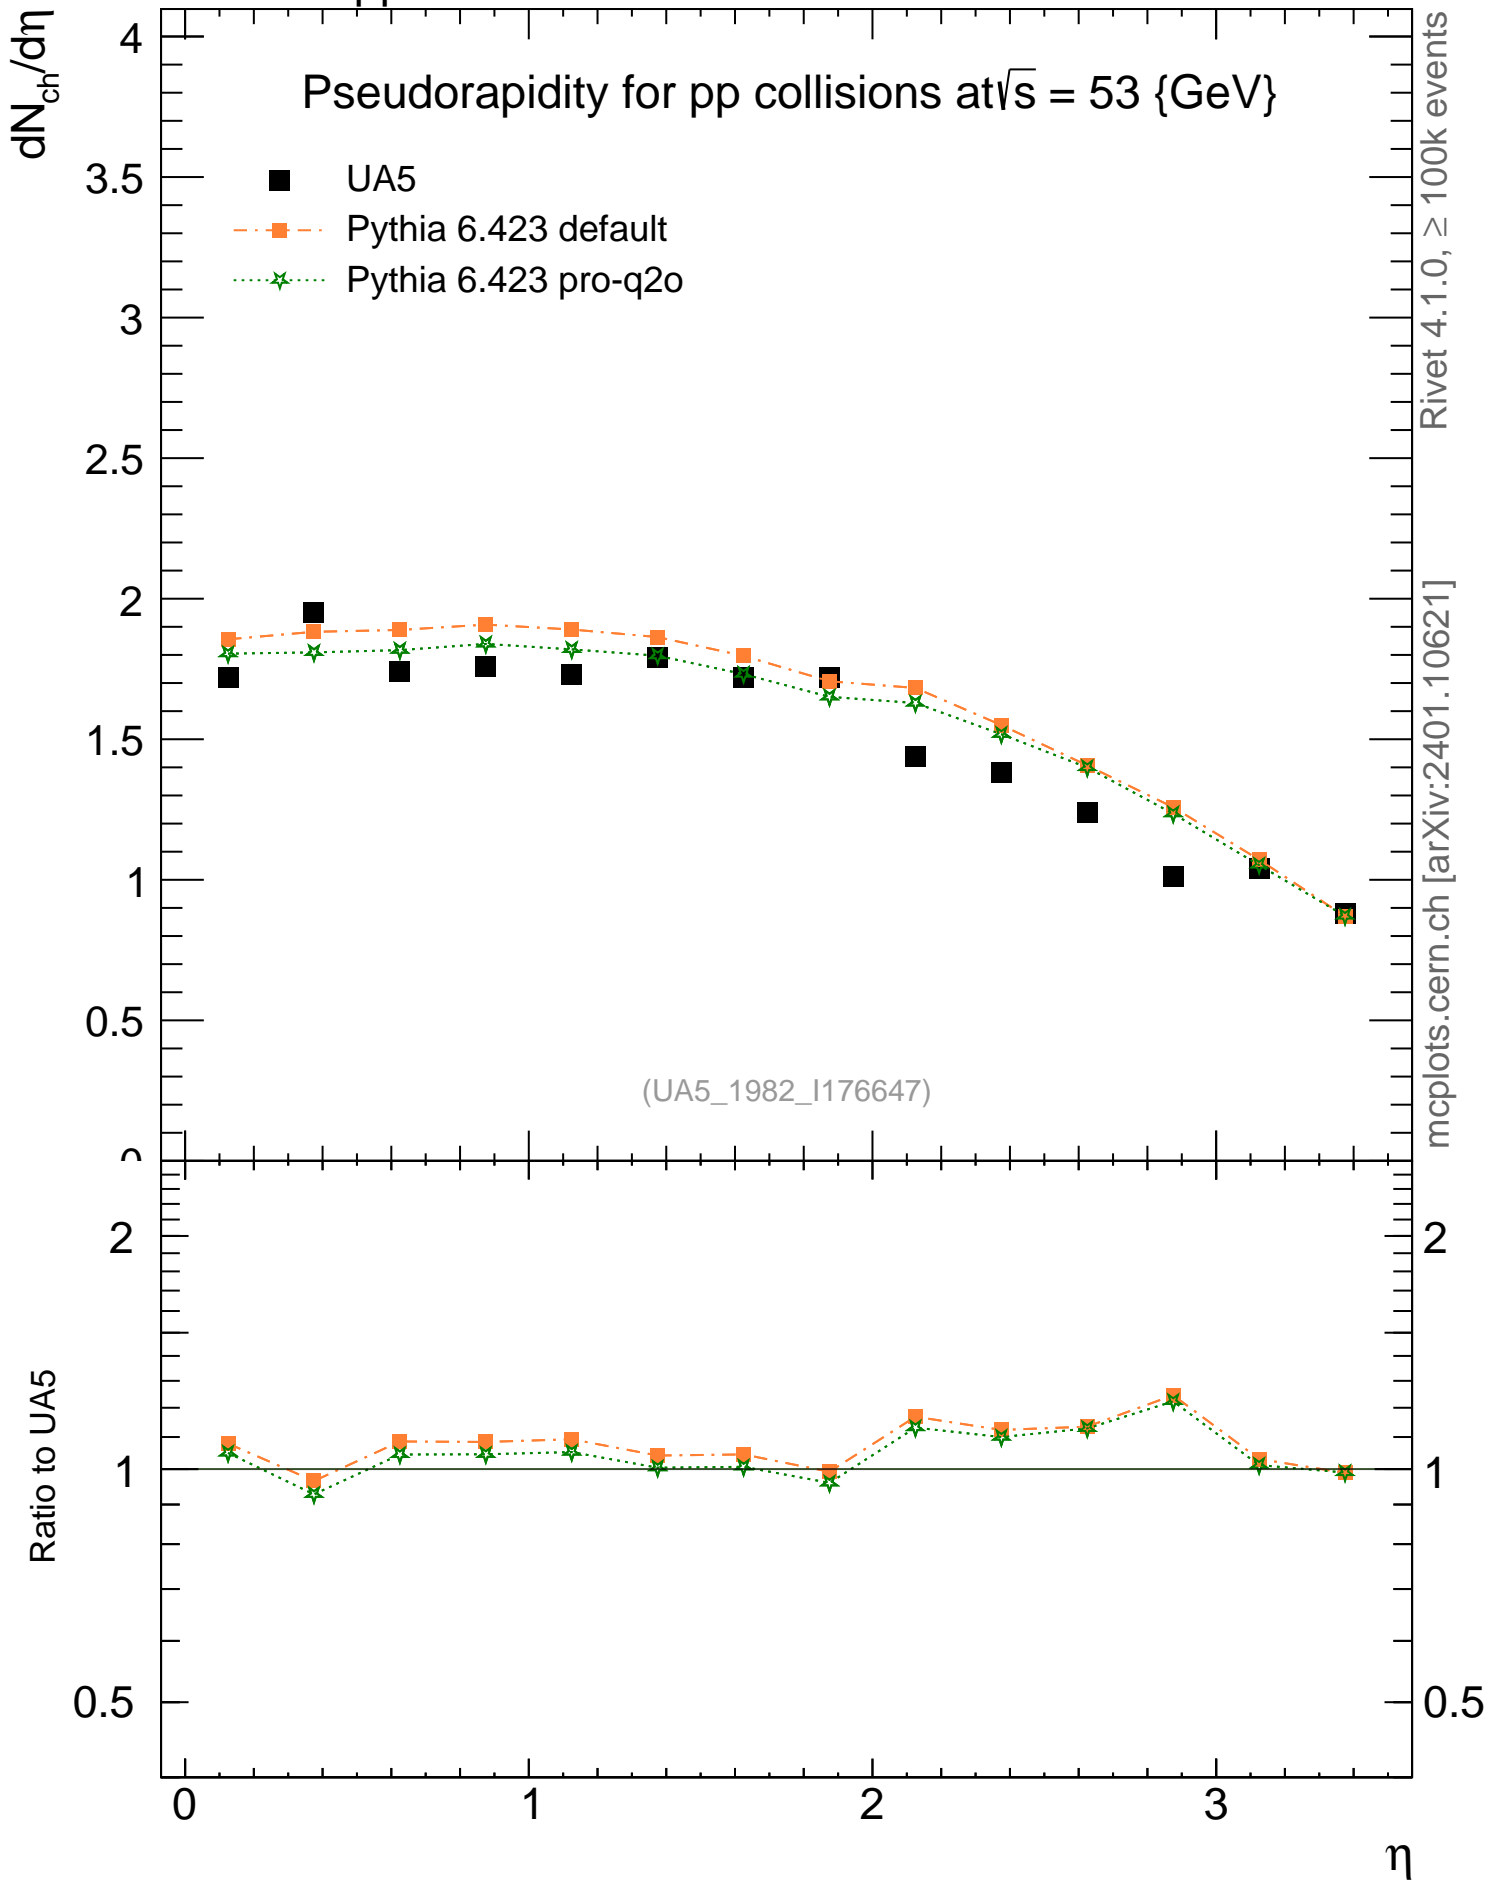 pp
dN_ch/dη
Pseudorapidity for pp collisions at√s = 53 {GeV}
UA5
Pythia 6.423 default
Pythia 6.423 pro-q2o
4
3.5
3
2.5
2
1.5
1
0.5
0
(UA5_1982_I176647)
Rivet 4.1.0, ≥ 100k events
mcplots.cern.ch [arXiv:2401.10621]
Ratio to UA5
2
1
0.5
2
1
0.5
0 1 2 3
η